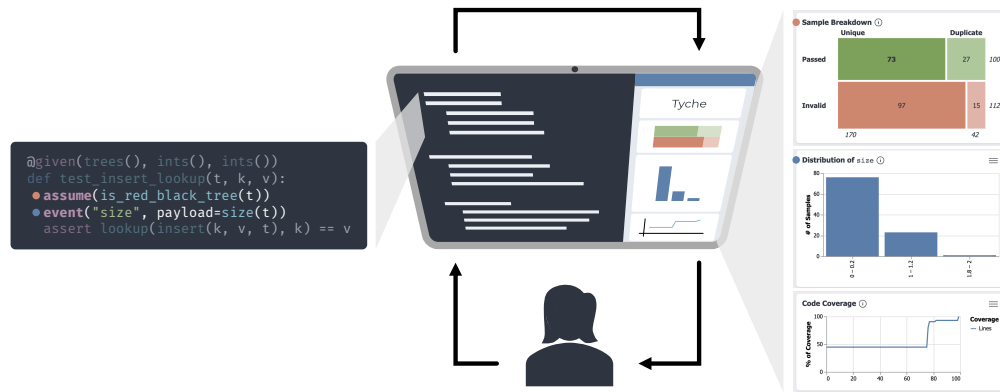 @given(trees(), ints(), ints())
def test_insert_lookup(t, k, v):
assume(is_red_black_tree(t))
event("size", payload=size(t))
assert lookup(insert(k, v, t), k) == v
Tyche
Sample Breakdown
Unique Duplicate
Passed 73 27 100
Invalid 97 15 112
170 42
Distribution of size
# of Samples
80
60
40
20
0
0 – 0.2
1 – 1.2
1.8 – 2
Code Coverage
% of Coverage
100
50
0
0 20 40 60 80 100
Coverage
Lines